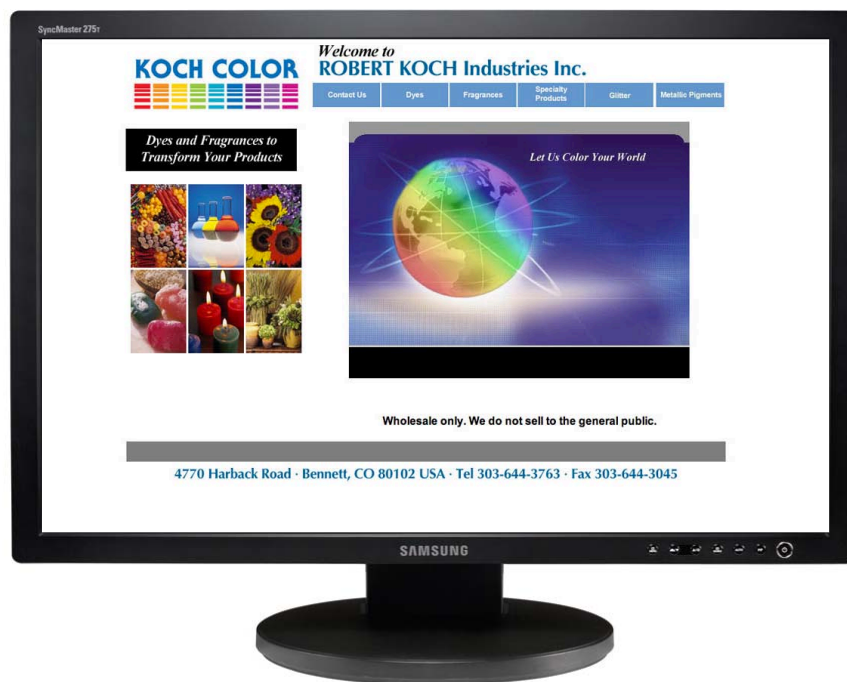 SyncMaster 275T
KOCH COLOR
Welcome to
ROBERT KOCH Industries Inc.
Contact Us
Dyes
Fragrances
Specialty
Products
Glitter
Metallic Pigments
Dyes and Fragrances to
Transform Your Products
Let Us Color Your World
Wholesale only. We do not sell to the general public.
4770 Harback Road · Bennett, CO 80102 USA · Tel 303-644-3763 · Fax 303-644-3045
SAMSUNG